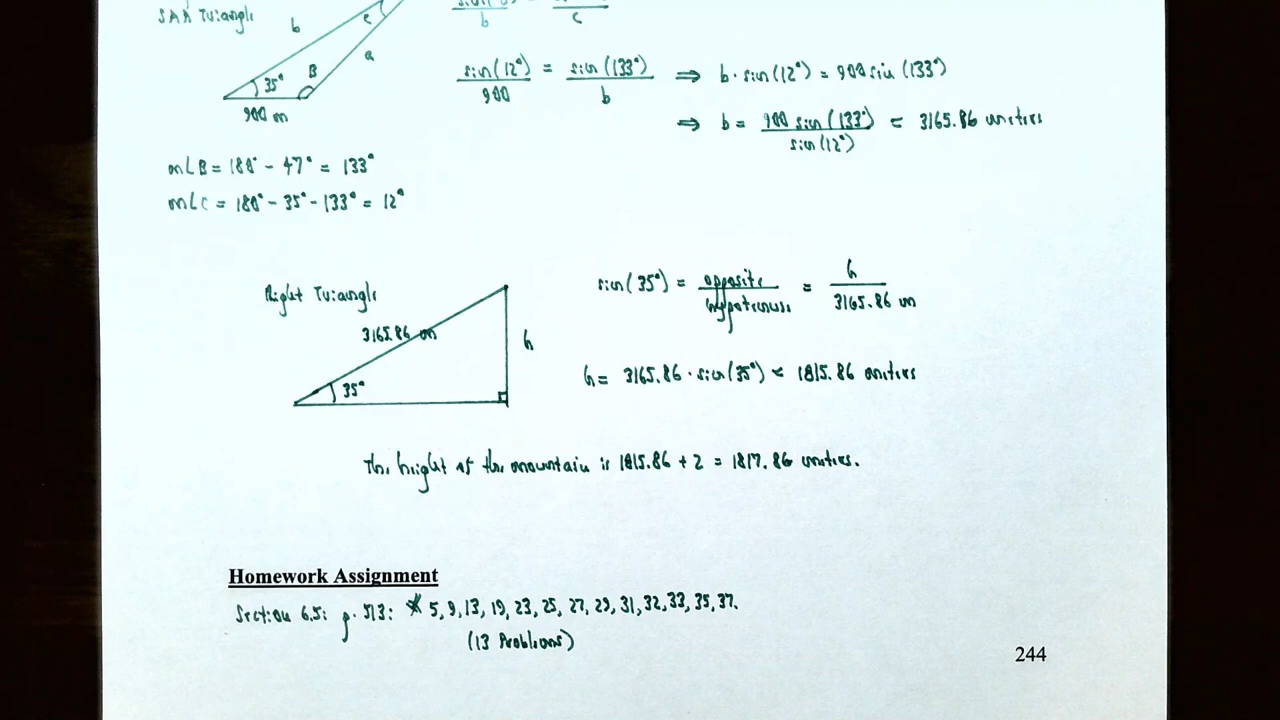 SAA Triangle
b
c
a
B
35°
900 m
b
c
sin(12°)/900 = sin(133°)/b ⇒ b · sin(12°) = 900 sin(133°)
⇒ b = 900 sin(133°)/sin(12°) ≈ 3165.86 meters
m∠B = 180° - 47° = 133°
m∠C = 180° - 35° - 133° = 12°
Right Triangle
3165.86 m
h
35°
sin(35°) = opposite/hypotenuse = h/3165.86 m
h = 3165.86 · sin(35°) ≈ 1815.86 meters
The height of the mountain is 1815.86 + 2 = 1817.86 meters.
Homework Assignment
Section 6.5: p. 513: # 5, 9, 13, 19, 23, 25, 27, 29, 31, 32, 33, 35, 37.
(13 Problems)
244